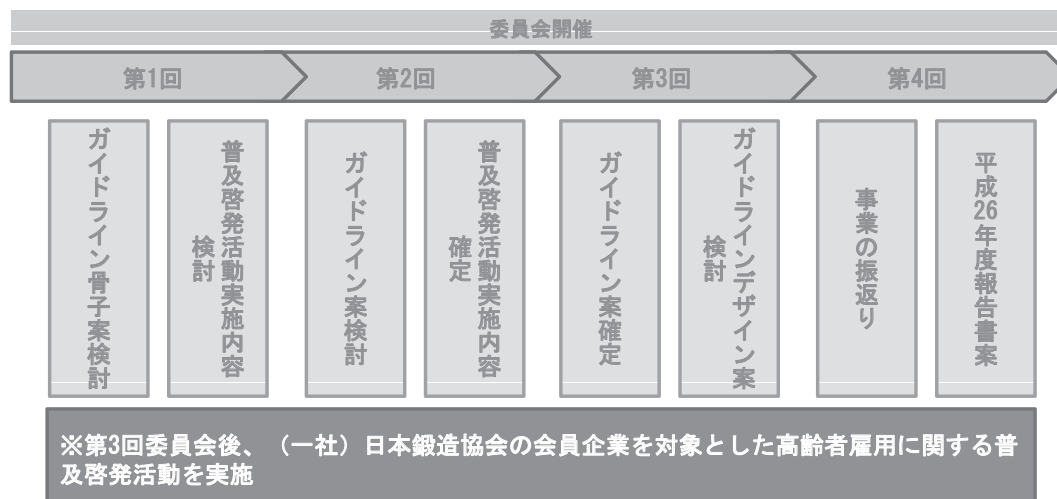 委員会開催
第1回
第2回
第3回
第4回
ガイドライン骨子案検討
普及啓発活動実施内容
検討
ガイドライン案検討
普及啓発活動実施内容
確定
ガイドライン案確定
ガイドラインデザイン案
検討
事業の振返り
平成26年度報告書案
※第3回委員会後、（一社）日本鍛造協会の会員企業を対象とした高齢者雇用に関する普
及啓発活動を実施